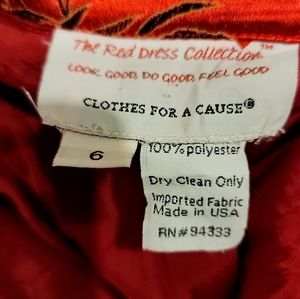 The Red Dress Collection™
LOOK GOOD, DO GOOD, FEEL GOOD
CLOTHES FOR A CAUSE®
6
100% polyester
Dry Clean Only
Imported Fabric
Made in USA
RN#94333